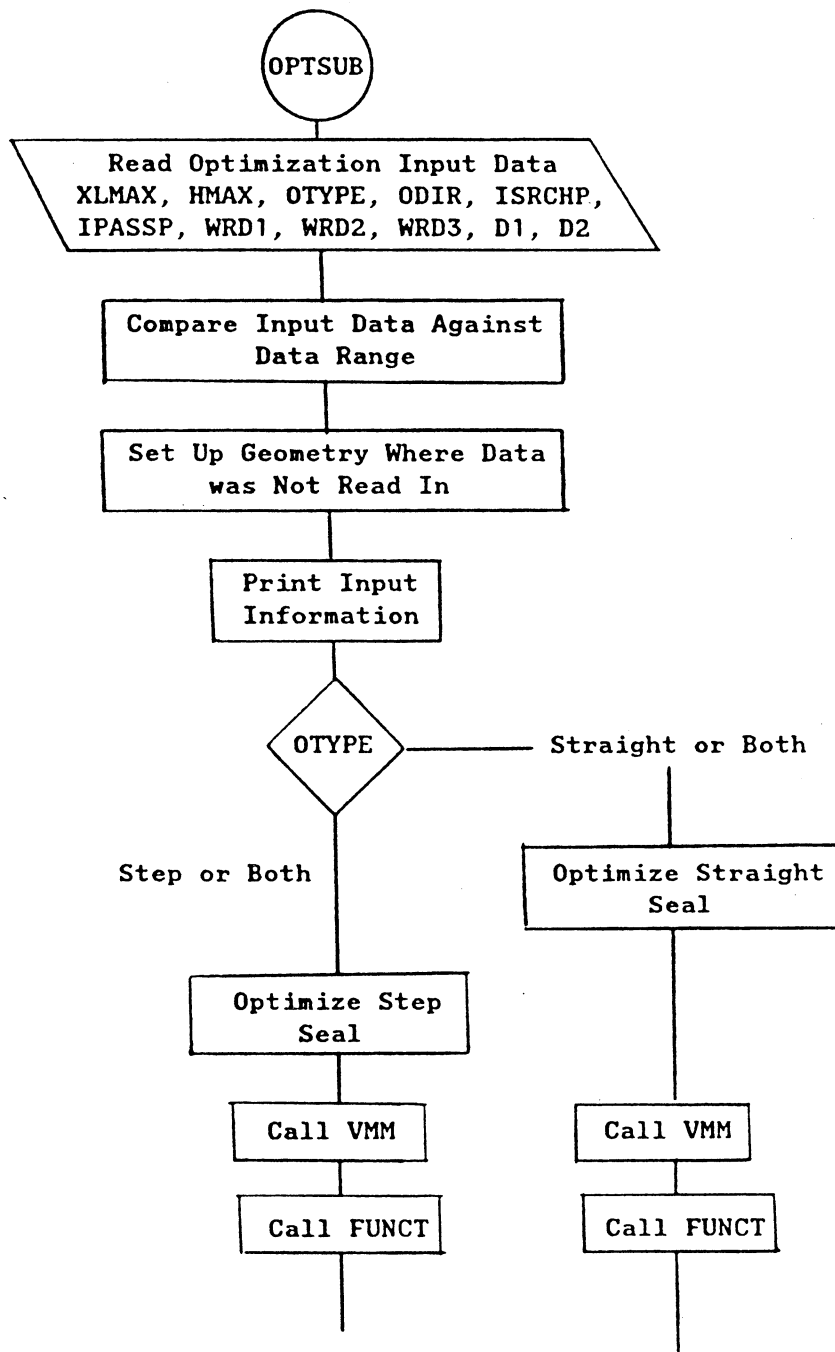 OPTSUB
Read Optimization Input Data
XLMAX, HMAX, OTYPE, ODIR, ISRCHP,
IPASSP, WRD1, WRD2, WRD3, D1, D2
Compare Input Data Against
Data Range
Set Up Geometry Where Data
was Not Read In
Print Input
Information
OTYPE
Straight or Both
Step or Both
Optimize Straight
Seal
Optimize Step
Seal
Call VMM
Call VMM
Call FUNCT
Call FUNCT